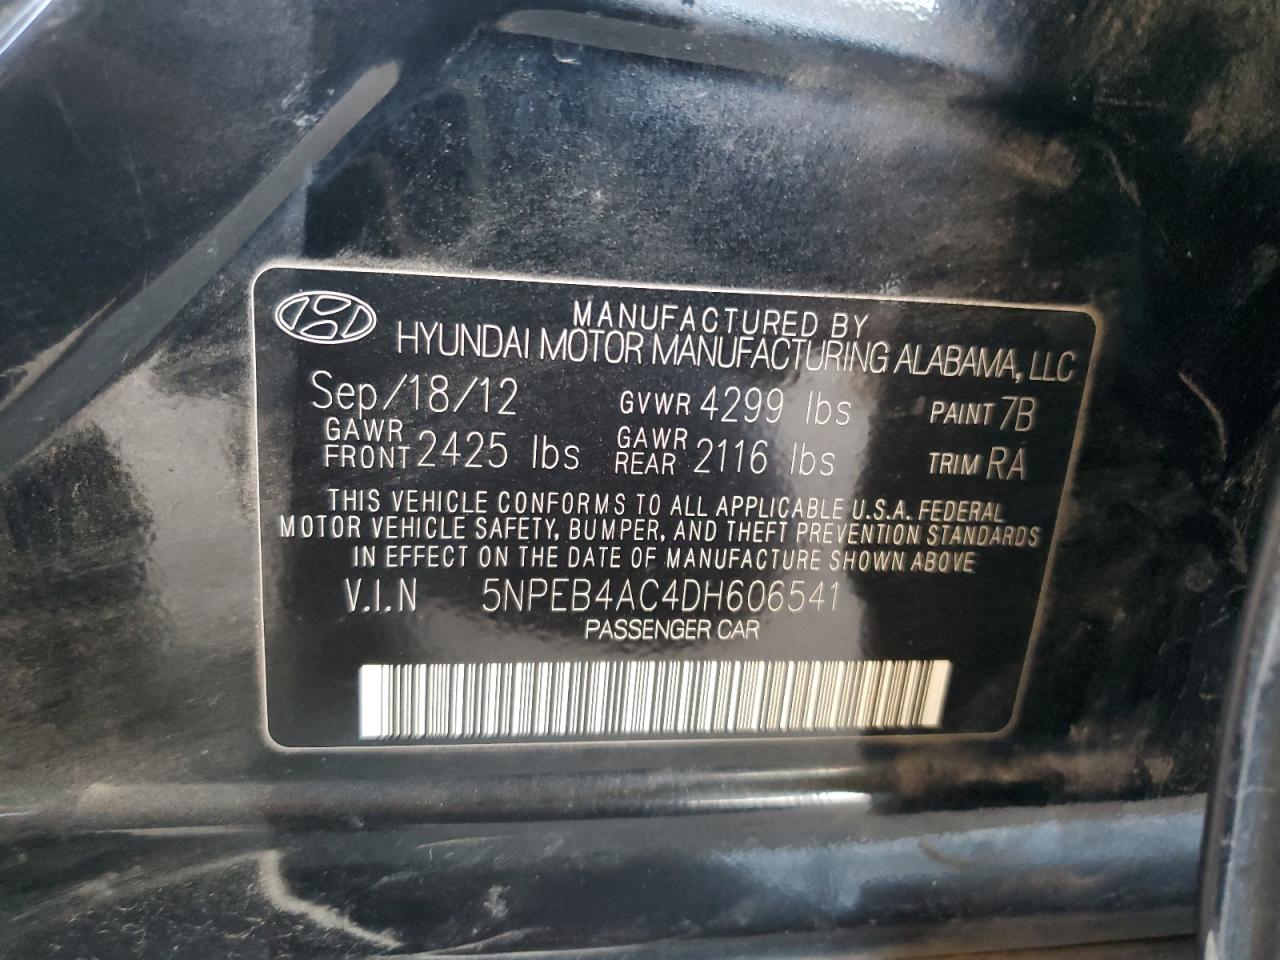 MANUFACTURED BY
HYUNDAI MOTOR MANUFACTURING ALABAMA, LLC
Sep/18/12 GVWR 4299 lbs PAINT 7B
GAWR FRONT 2425 lbs GAWR REAR 2116 lbs TRIM RA
THIS VEHICLE CONFORMS TO ALL APPLICABLE U.S.A. FEDERAL
MOTOR VEHICLE SAFETY, BUMPER, AND THEFT PREVENTION STANDARDS
IN EFFECT ON THE DATE OF MANUFACTURE SHOWN ABOVE
V.I.N 5NPEB4AC4DH606541
PASSENGER CAR